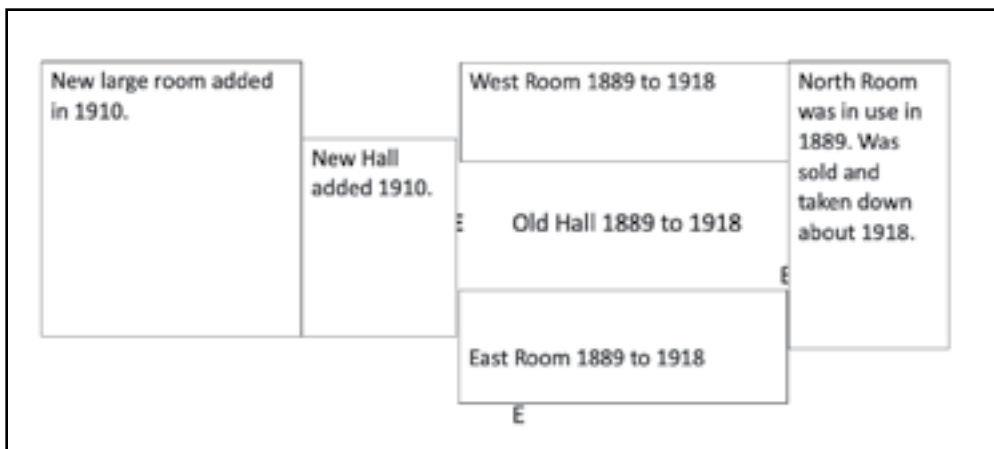 New large room added
in 1910.
New Hall
added 1910.
West Room 1889 to 1918
E
Old Hall 1889 to 1918
E
East Room 1889 to 1918
E
North Room
was in use in
1889. Was
sold and
taken down
about 1918.